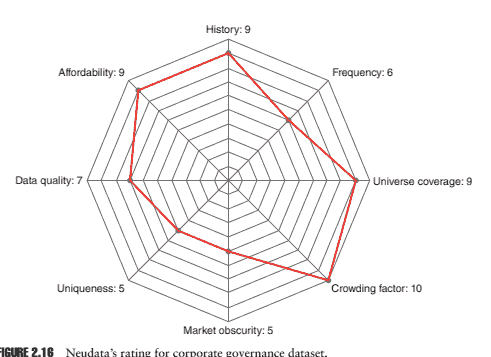 History: 9
Affordability: 9
Frequency: 6
Data quality: 7
Universe coverage: 9
Uniqueness: 5
Crowding factor: 10
Market obscurity: 5
FIGURE 2.16 Neudata's rating for corporate governance dataset.